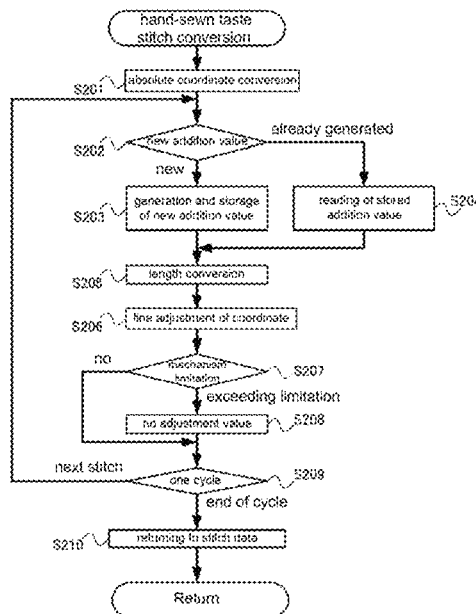 hand-sewn taste
stitch conversion
S201
absolute coordinate conversion
S202
new addition value
already generated
new
S203
generation and storage
of new addition value
reading of stored
addition value
S204
S205
length conversion
S206
fine adjustment of coordinate
no
mechanism
limitation
S207
exceeding limitation
no adjustment value
S208
next stitch
one cycle
S209
end of cycle
S210
returning to stitch data
Return